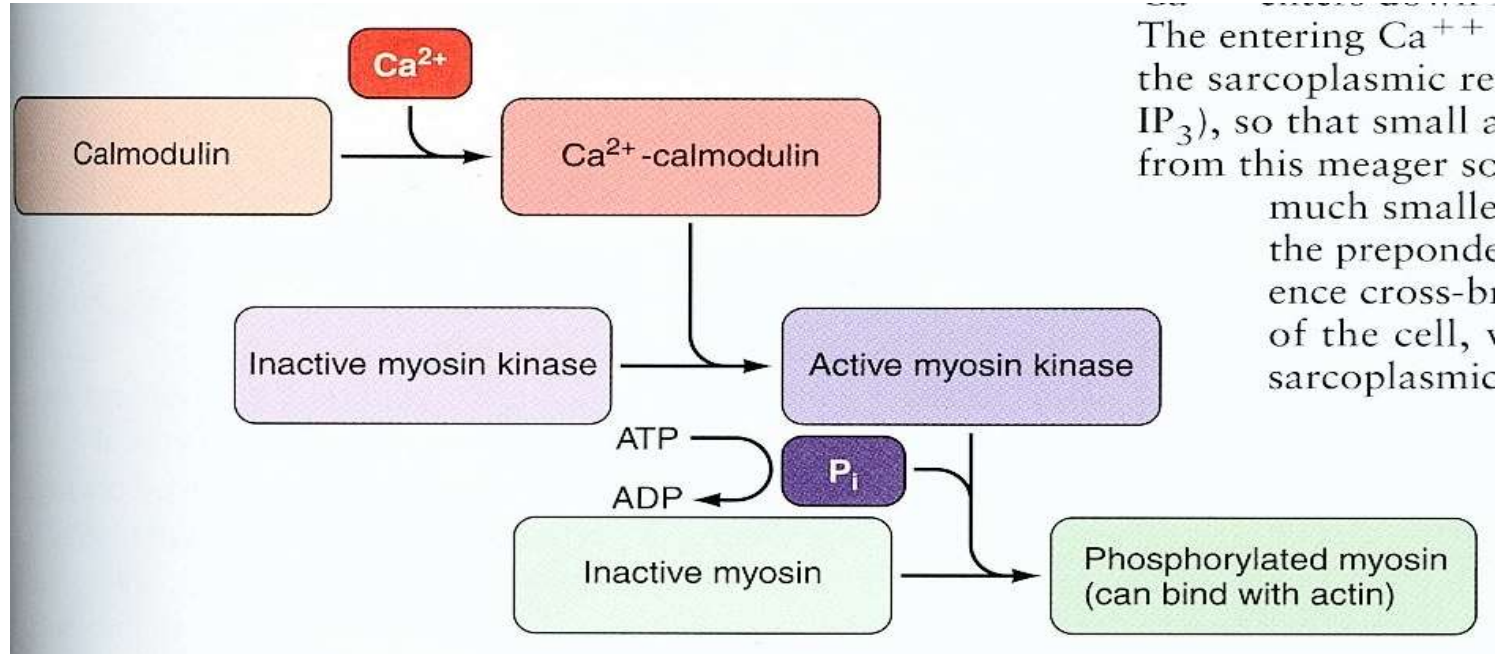 The entering Ca++
the sarcoplasmic re
IP3), so that small a
from this meager so
much smalle
the preponde
ence cross-br
of the cell, v
sarcoplasmic
Ca2+
Calmodulin
Ca2+-calmodulin
Inactive myosin kinase
Active myosin kinase
ATP
Pi
ADP
Inactive myosin
Phosphorylated myosin
(can bind with actin)